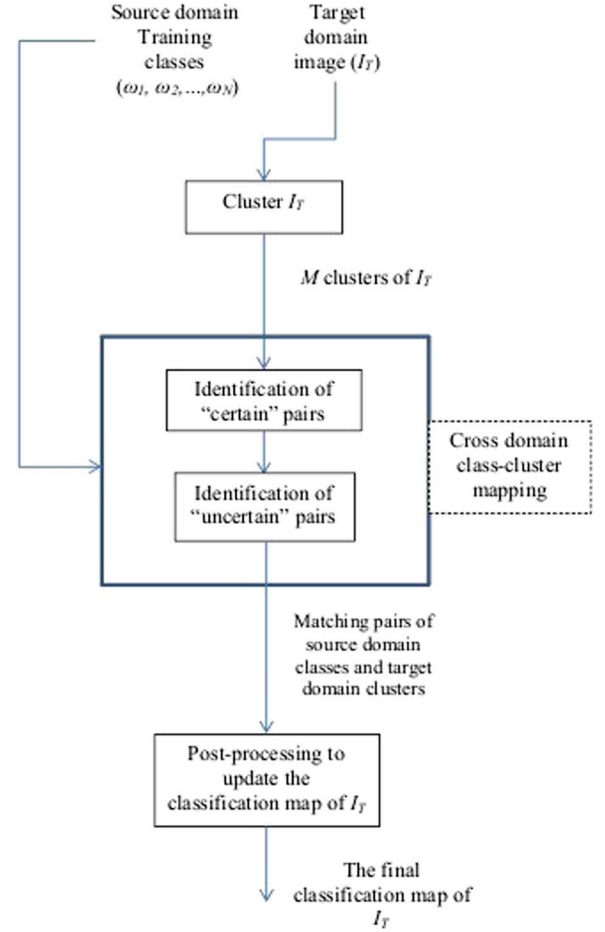 Source domain
Training
classes
(ω1, ω2,...,ωN)
Target
domain
image (IT)
Cluster IT
M clusters of IT
Identification of
“certain” pairs
Identification of
“uncertain” pairs
Cross domain
class-cluster
mapping
Matching pairs of
source domain
classes and target
domain clusters
Post-processing to
update the
classification map of IT
The final
classification map of
IT